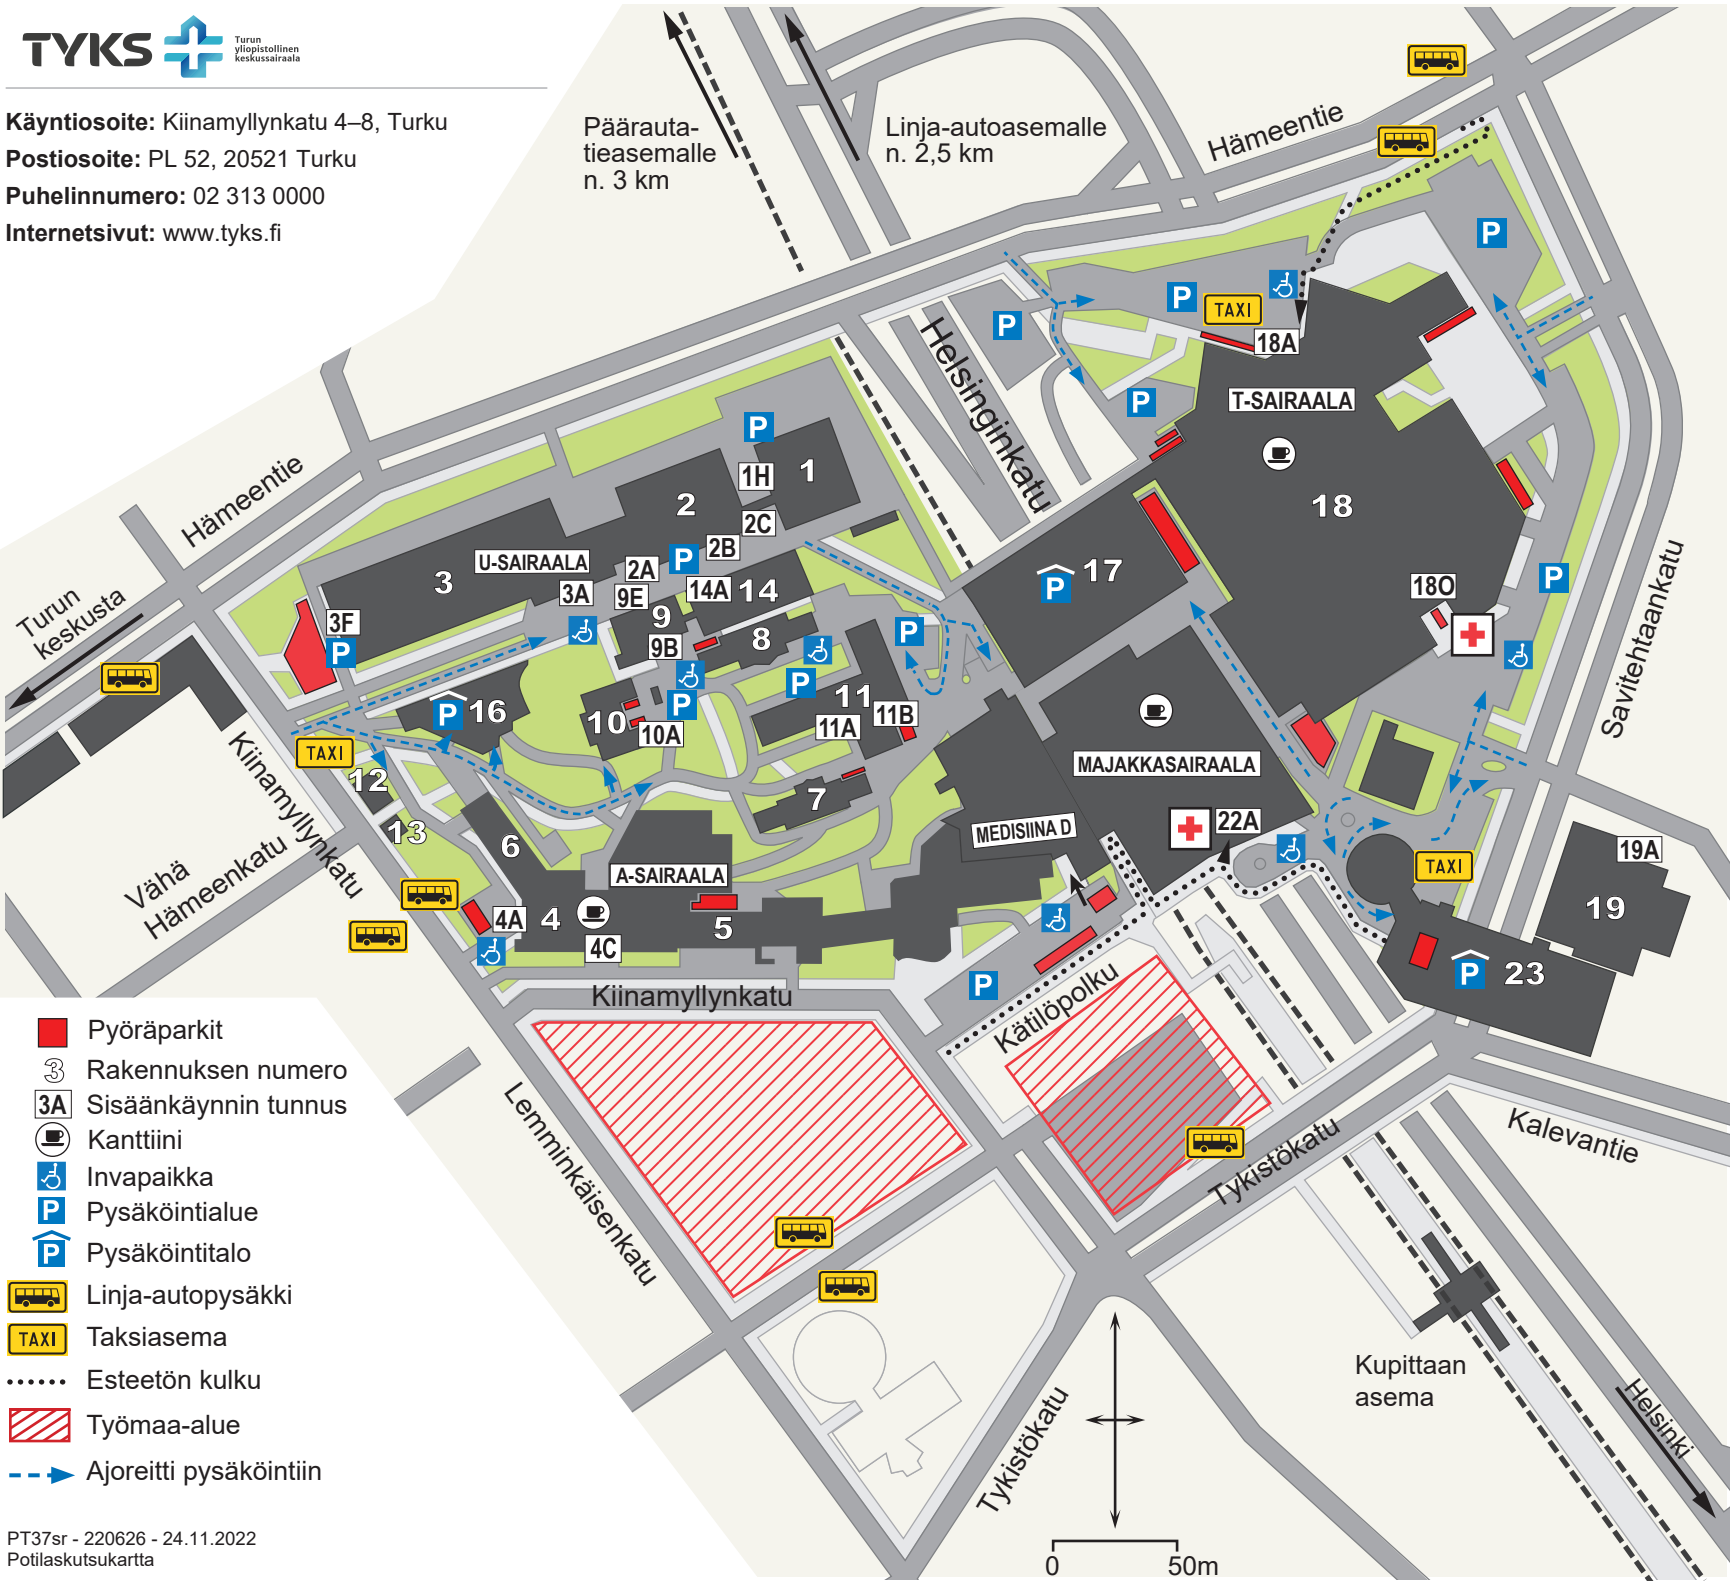 TYKS
Turun
yliopistollinen
keskussairaala
Käyntiosoite: Kiinamyllynkatu 4–8, Turku
Postiosoite: PL 52, 20521 Turku
Puhelinnumero: 02 313 0000
Internetsivut: www.tyks.fi
Päärauta-
tieasemalle
n. 3 km
Linja-autoasemalle
n. 2,5 km
Hämeentie
P
P
TAXI
P
18A
Helsinginkatu
P
T-SAIRAALA
P
1H
1
2
2C
18
Hämeentie
U-SAIRAALA
2B
3
2A
P
3A
9E
14A
14
17
P
18O
P
Turun
keskusta
3F
P
9
9B
8
P
Savitehtaankatu
P
16
10
P
10A
P
11
11A
11B
TAXI
12
MAJAKKASAIRAALA
7
13
6
22A
MEDISIINA D
Kiinamyllynkatu
Vähä
Hämeenkatu
A-SAIRAALA
TAXI
19A
19
4A
4
4C
5
P
P
23
Kiinamyllynkatu
Kätilöpolku
Pyöräparkit
3 Rakennuksen numero
3A Sisäänkäynnin tunnus
Kanttiini
Invapaikka
P Pysäköintialue
P Pysäköintitalo
Linja-autopysäkki
TAXI Taksiasema
Esteetön kulku
Työmaa-alue
Ajoreitti pysäköintiin
Lemminkäisenkatu
Tykistökatu
Kalevantie
Kupittaan
asema
Helsinki
Tykistökatu
0 50m
PT37sr - 220626 - 24.11.2022
Potilaskutsukartta